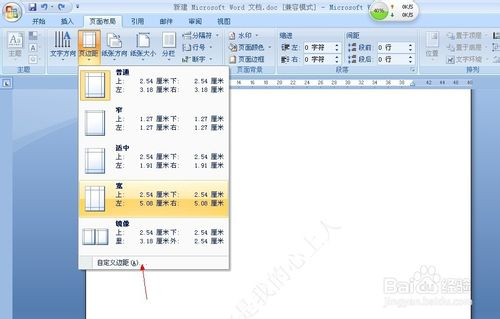 新建 Microsoft Word 文档.doc [兼容模式] - Microsoft
40%
0K/S
0K/S
开始
插入
页面布局
引用
邮件
审阅
视图
主题
文字方向
页边距
纸张方向
纸张大小
分栏
分隔符
行号
水印
页面颜色
页面边框
页面背景
缩进
左: 0 字符
右: 0 字符
间距
段前: 0 行
段后: 0 行
段落
置于顶层
置于底层
文字环绕
普通
上: 2.54 厘米 下: 2.54 厘米
左: 3.18 厘米 右: 3.18 厘米
窄
上: 1.27 厘米 下: 1.27 厘米
左: 1.27 厘米 右: 1.27 厘米
适中
上: 2.54 厘米 下: 2.54 厘米
左: 1.91 厘米 右: 1.91 厘米
宽
上: 2.54 厘米 下: 2.54 厘米
左: 5.08 厘米 右: 5.08 厘米
镜像
上: 2.54 厘米 下: 2.54 厘米
里: 3.18 厘米 外: 2.54 厘米
自定义边距(A)...
是我的心上人
Baidu 经验
jingyan.baidu.com